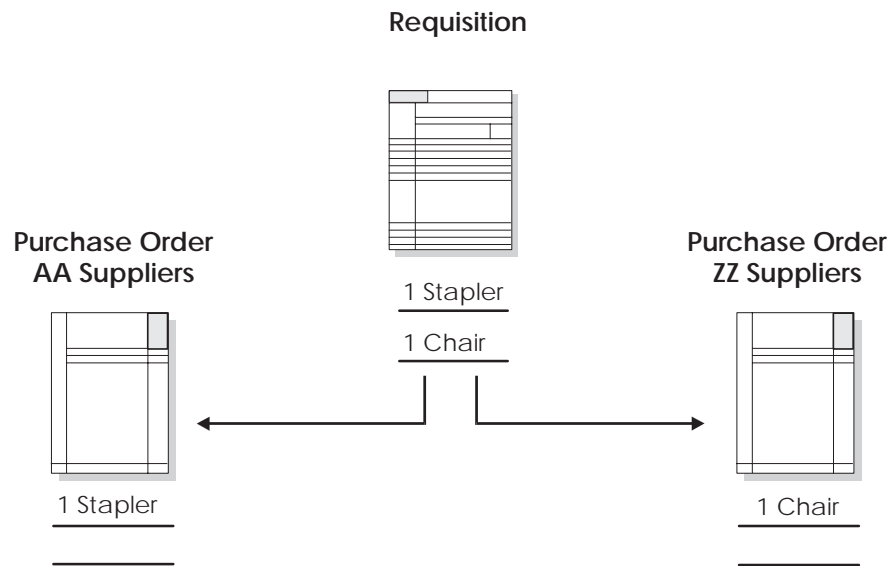 Requisition
1 Stapler
1 Chair
Purchase Order
AA Suppliers
1 Stapler
Purchase Order
ZZ Suppliers
1 Chair